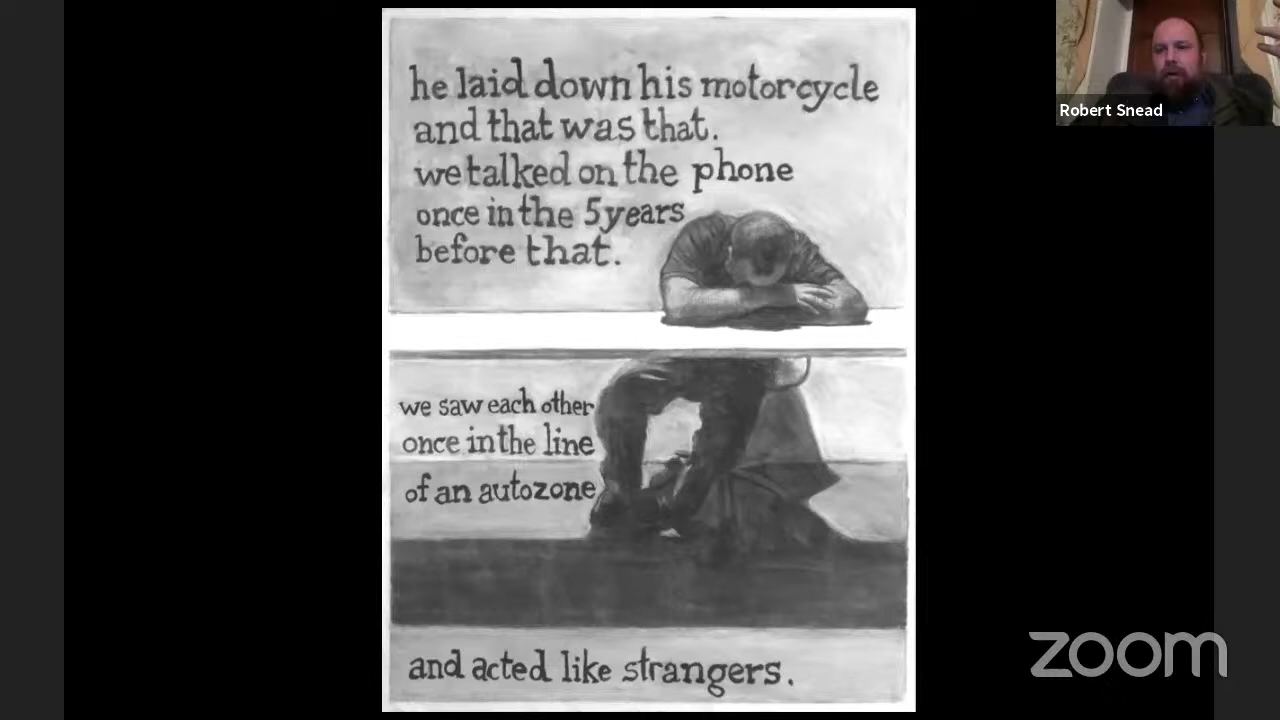 he laid down his motorcycle
and that was that.
we talked on the phone
once in the 5 years
before that.
we saw each other
once in the line
of an autozone
and acted like strangers.
Robert Snead
zoom